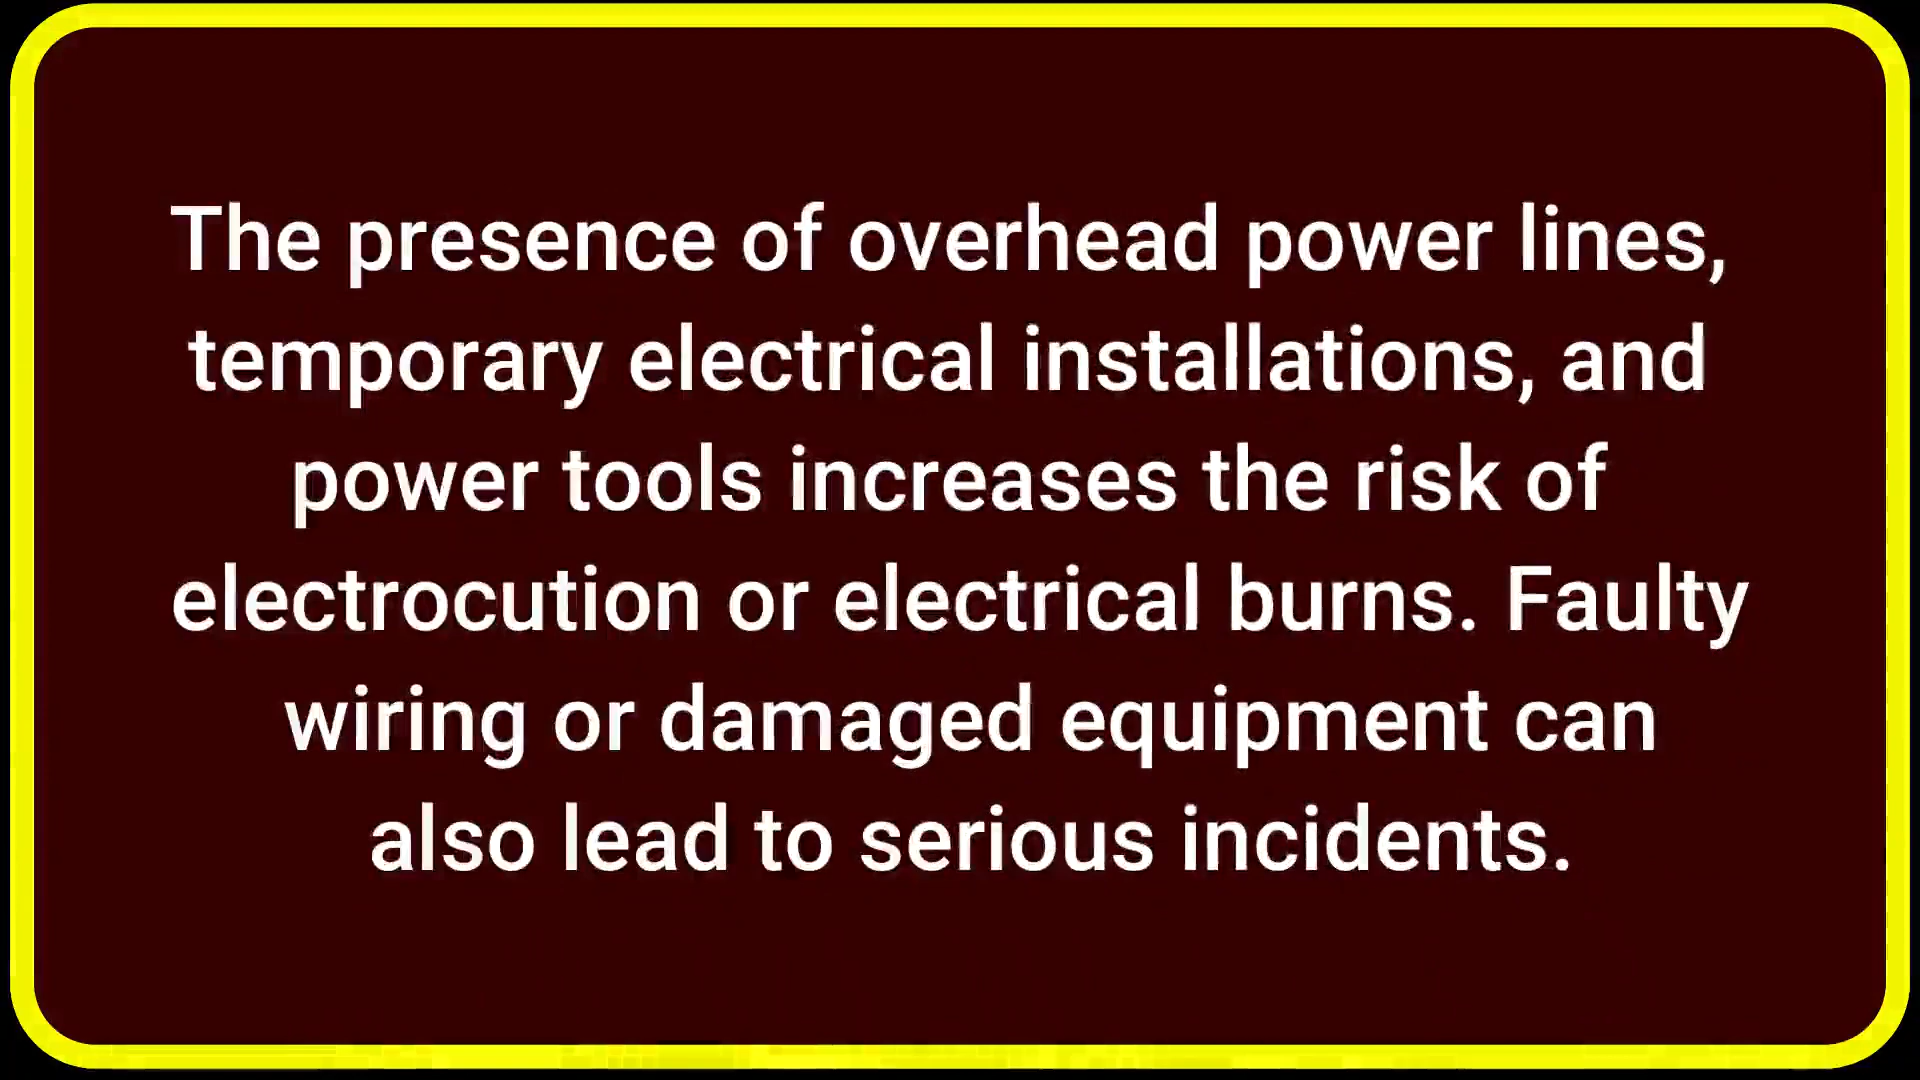 The presence of overhead power lines,
temporary electrical installations, and
power tools increases the risk of
electrocution or electrical burns. Faulty
wiring or damaged equipment can
also lead to serious incidents.